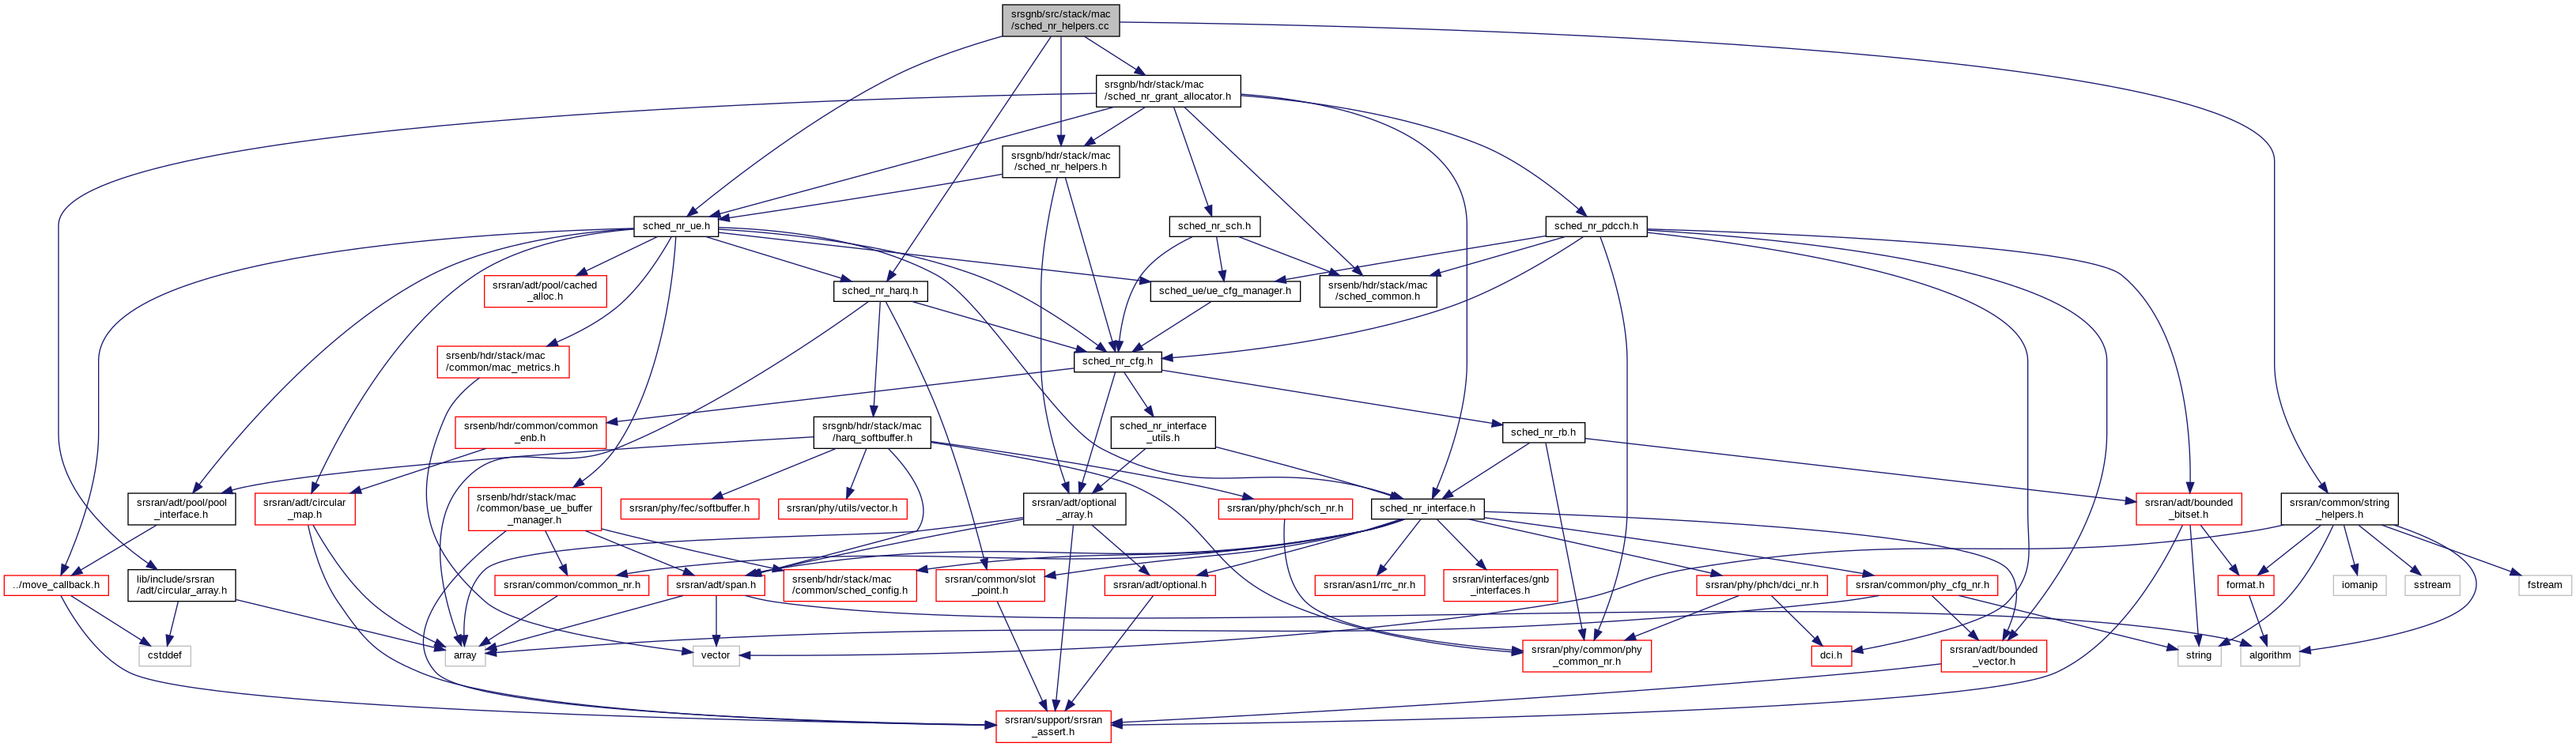 srsgnb/src/stack/mac
/sched_nr_helpers.cc
srsgnb/hdr/stack/mac
/sched_nr_grant_allocator.h
srsgnb/hdr/stack/mac
/sched_nr_helpers.h
sched_nr_ue.h
sched_nr_sch.h
sched_nr_pdcch.h
srsran/adt/pool/cached
_alloc.h
sched_nr_harq.h
sched_ue/ue_cfg_manager.h
srsenb/hdr/stack/mac
/sched_common.h
srsenb/hdr/stack/mac
/common/mac_metrics.h
sched_nr_cfg.h
srsenb/hdr/common/common
_enb.h
srsgnb/hdr/stack/mac
/harq_softbuffer.h
sched_nr_interface
_utils.h
sched_nr_rb.h
srsran/adt/pool/pool
_interface.h
srsran/adt/circular
_map.h
srsenb/hdr/stack/mac
/common/base_ue_buffer
_manager.h
srsran/phy/fec/softbuffer.h
srsran/phy/utils/vector.h
srsran/adt/optional
_array.h
srsran/phy/phch/sch_nr.h
sched_nr_interface.h
srsran/adt/bounded
_bitset.h
srsran/common/string
_helpers.h
../move_callback.h
lib/include/srsran
/adt/circular_array.h
srsran/common/common_nr.h
srsran/adt/span.h
srsenb/hdr/stack/mac
/common/sched_config.h
srsran/common/slot
_point.h
srsran/adt/optional.h
srsran/asn1/rrc_nr.h
srsran/interfaces/gnb
_interfaces.h
srsran/phy/phch/dci_nr.h
srsran/common/phy_cfg_nr.h
format.h
iomanip
sstream
fstream
cstddef
array
vector
srsran/phy/common/phy
_common_nr.h
dci.h
srsran/adt/bounded
_vector.h
string
algorithm
srsran/support/srsran
_assert.h